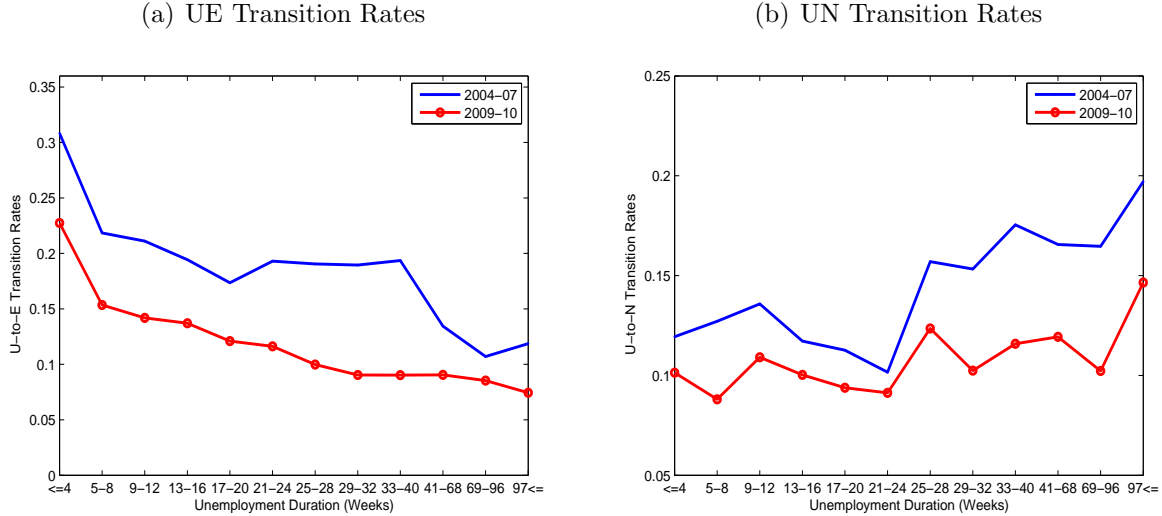 (a) UE Transition Rates
(b) UN Transition Rates
0.35
0.3
0.25
0.2
0.15
0.1
0.05
0
U−to−E Transition Rates
2004−07
2009−10
<=4 5−8 9−12 13−16 17−20 21−24 25−28 29−32 33−40 41−68 69−96 97<=
Unemployment Duration (Weeks)
0.25
0.2
0.15
0.1
0.05
U−to−N Transition Rates
2004−07
2009−10
<=4 5−8 9−12 13−16 17−20 21−24 25−28 29−32 33−40 41−68 69−96 97<=
Unemployment Duration (Weeks)